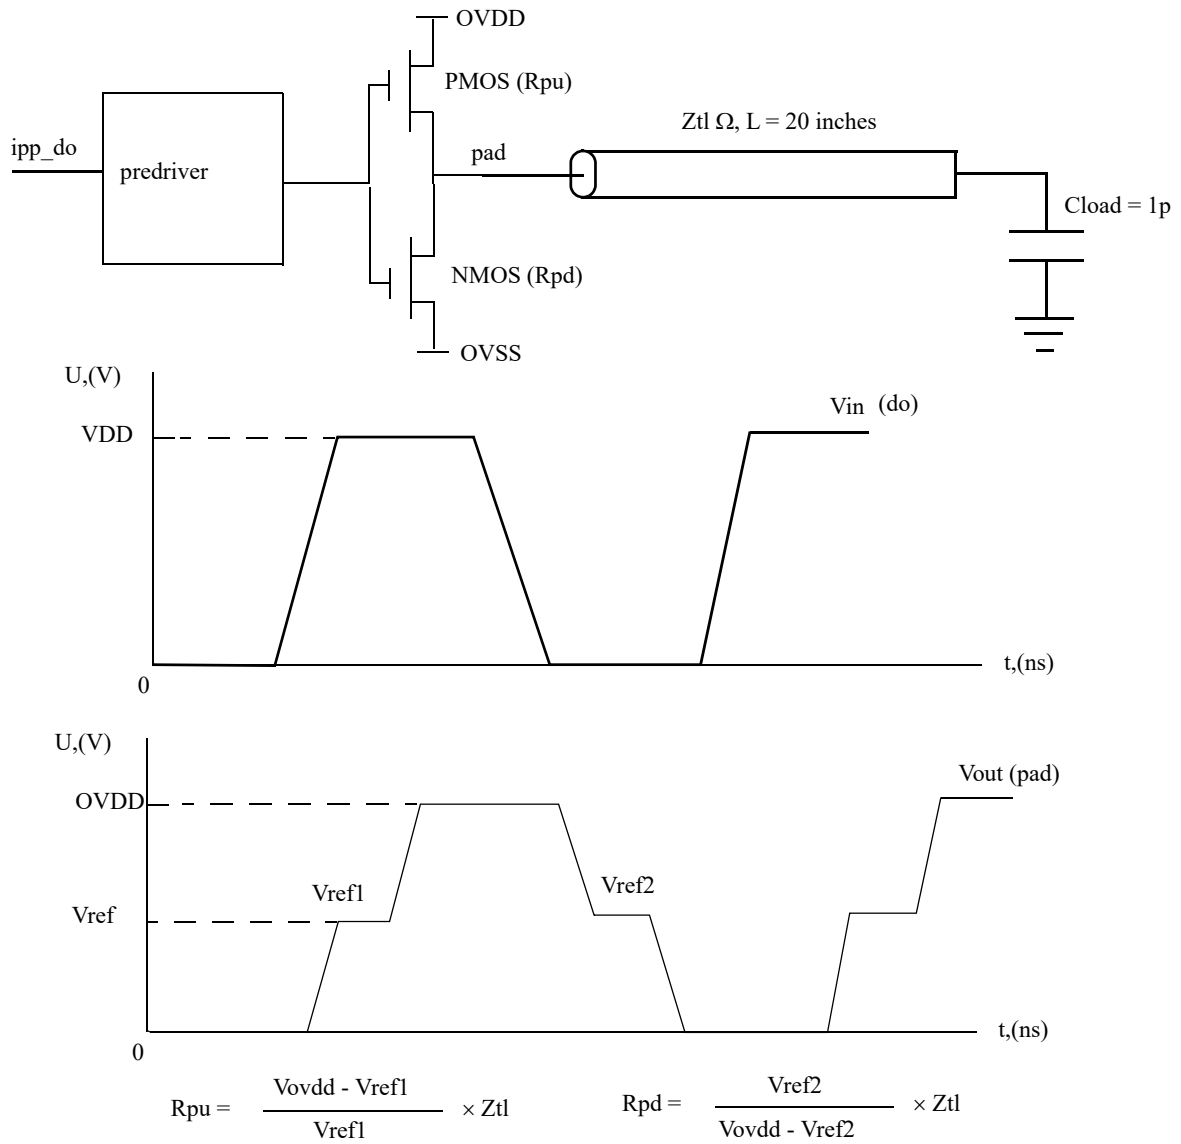 OVDD
PMOS (Rpu)
Ztl Ω, L = 20 inches
ipp_do
pad
predriver
Cload = 1p
NMOS (Rpd)
OVSS
U,(V)
Vin (do)
VDD
t,(ns)
0
U,(V)
Vout (pad)
OVDD
Vref1
Vref2
Vref
t,(ns)
0
Rpu = Vovdd - Vref1 × Ztl
Vref1
Rpd = Vref2 × Ztl
Vovdd - Vref2